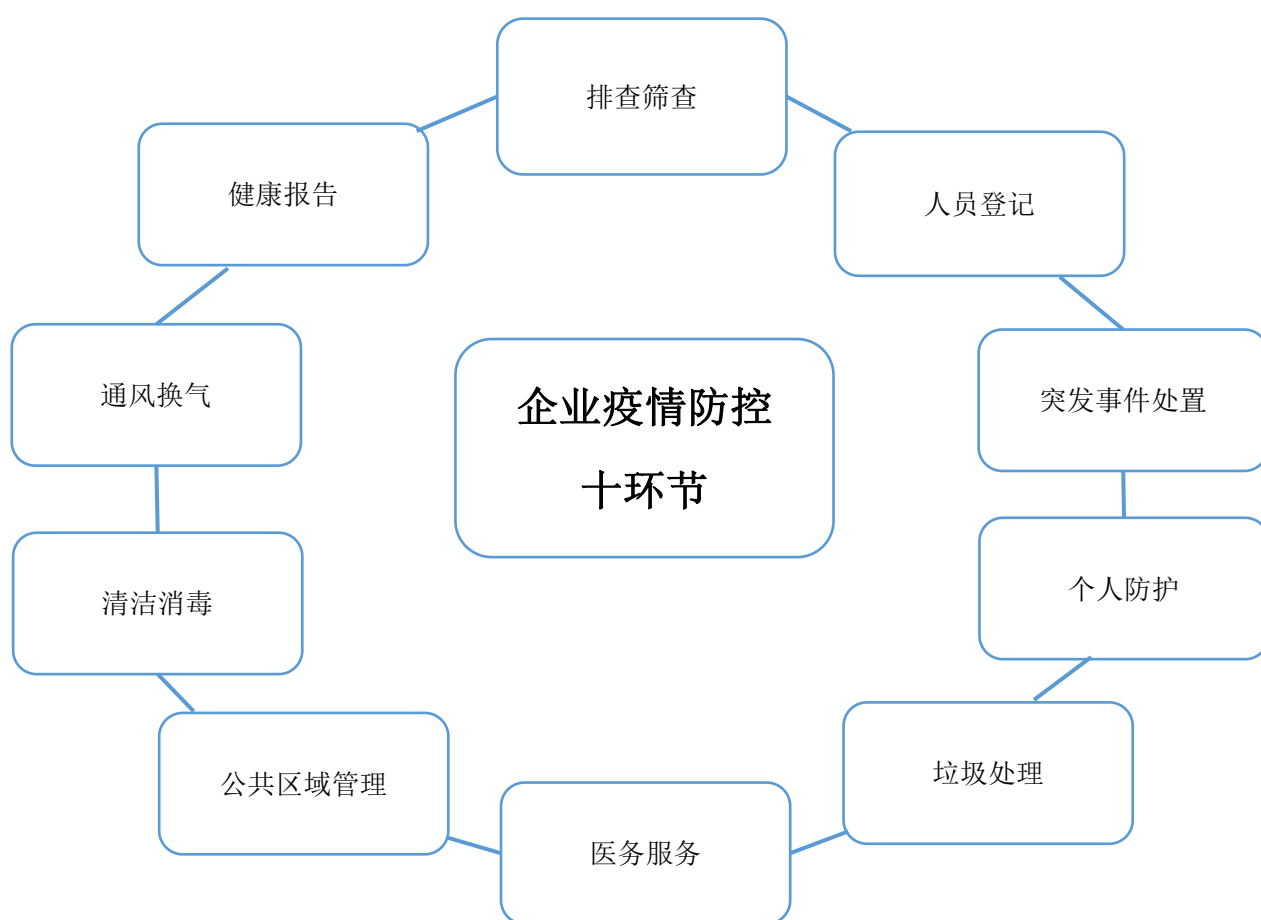 排查筛查
健康报告
人员登记
通风换气
企业疫情防控
十环节
突发事件处置
清洁消毒
个人防护
公共区域管理
垃圾处理
医务服务